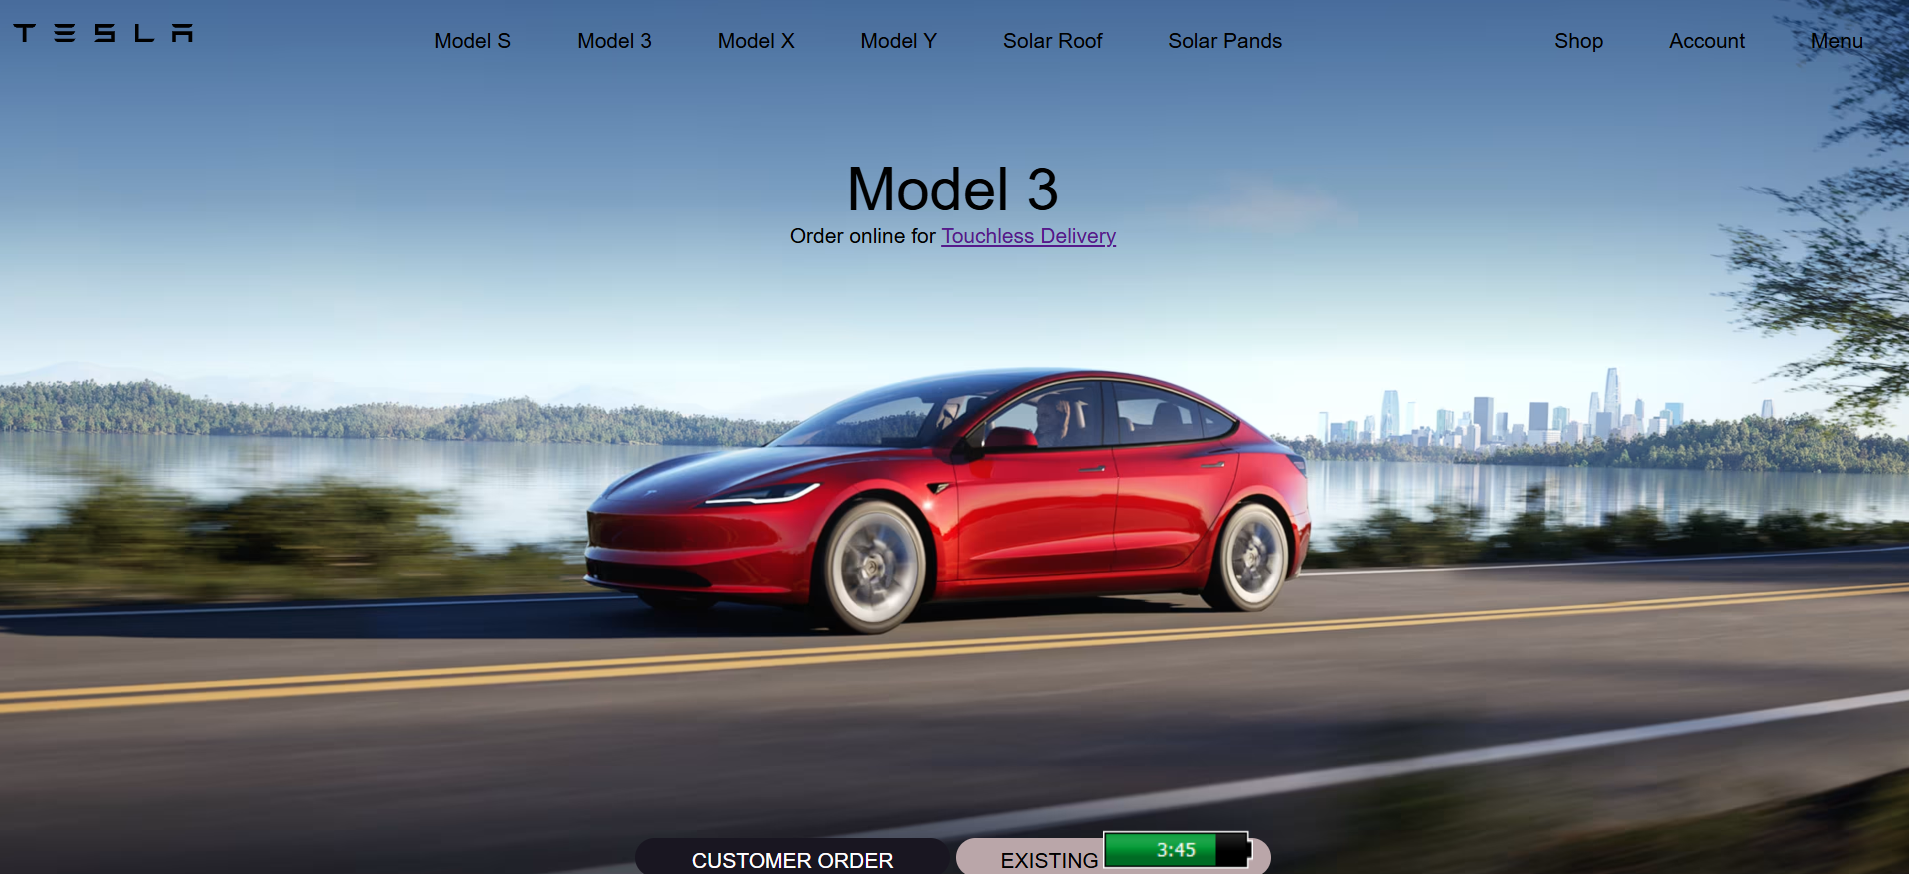 TESLA
Model S
Model 3
Model X
Model Y
Solar Roof
Solar Pands
Shop
Account
Menu
Model 3
Order online for Touchless Delivery
CUSTOMER ORDER
EXISTING
3:45